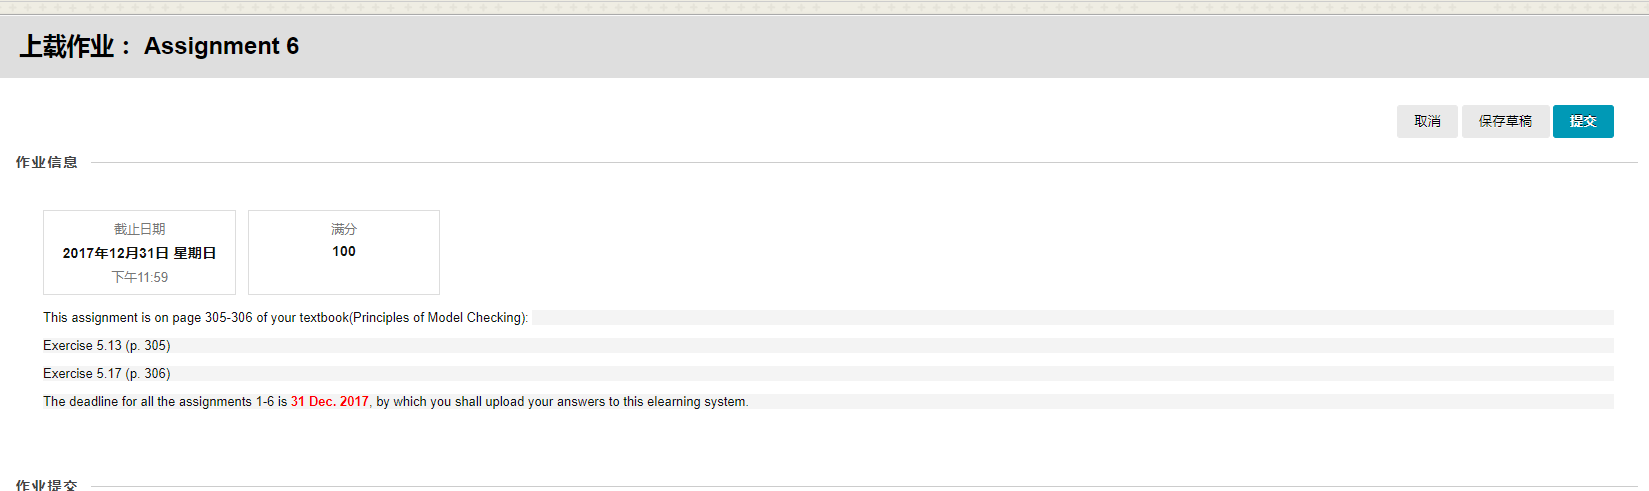 上载作业： Assignment 6
取消 保存草稿 提交
作业信息
截止日期 满分
2017年12月31日 星期日 100
下午11:59
This assignment is on page 305-306 of your textbook(Principles of Model Checking):
Exercise 5.13 (p. 305)
Exercise 5.17 (p. 306)
The deadline for all the assignments 1-6 is 31 Dec. 2017, by which you shall upload your answers to this elearning system.
作业提交